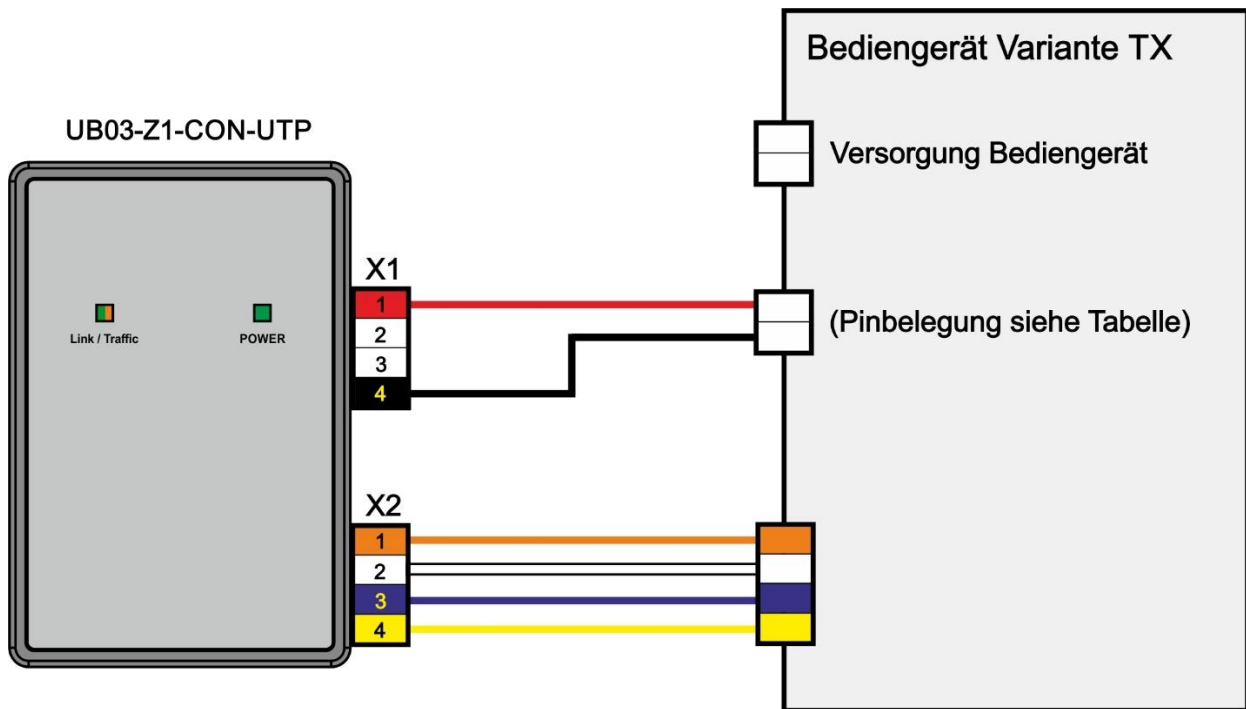 Bediengerät Variante TX
UB03-Z1-CON-UTP
Versorgung Bediengerät
X1
1
2
3
4
Link / Traffic
POWER
(Pinbelegung siehe Tabelle)
X2
1
2
3
4